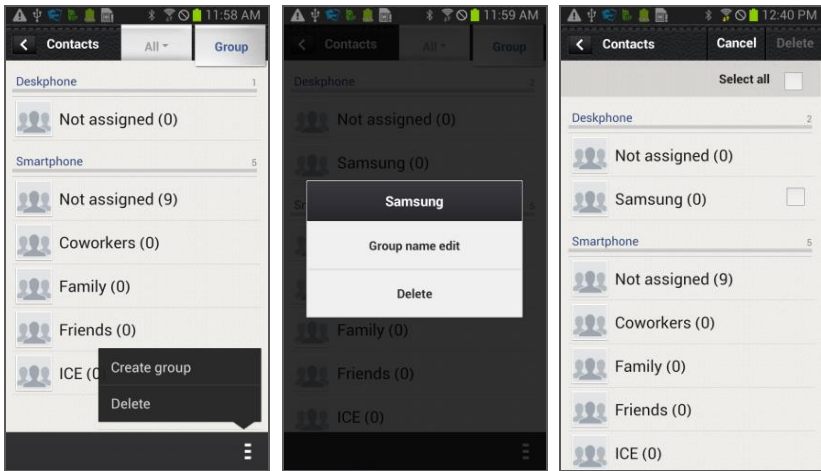 11:58 AM
Contacts All Group
Deskphone 1
Not assigned (0)
Smartphone 5
Not assigned (9)
Coworkers (0)
Family (0)
Friends (0)
ICE (0
Create group
Delete
11:59 AM
Contacts All Group
Deskphone 2
Not assigned (0)
Samsung (0)
Sr 5
Samsung
Group name edit
Delete
Family (0)
Friends (0)
ICE (0)
12:40 PM
Contacts Cancel Delete
Select all
Deskphone 2
Not assigned (0)
Samsung (0)
Smartphone 5
Not assigned (9)
Coworkers (0)
Family (0)
Friends (0)
ICE (0)